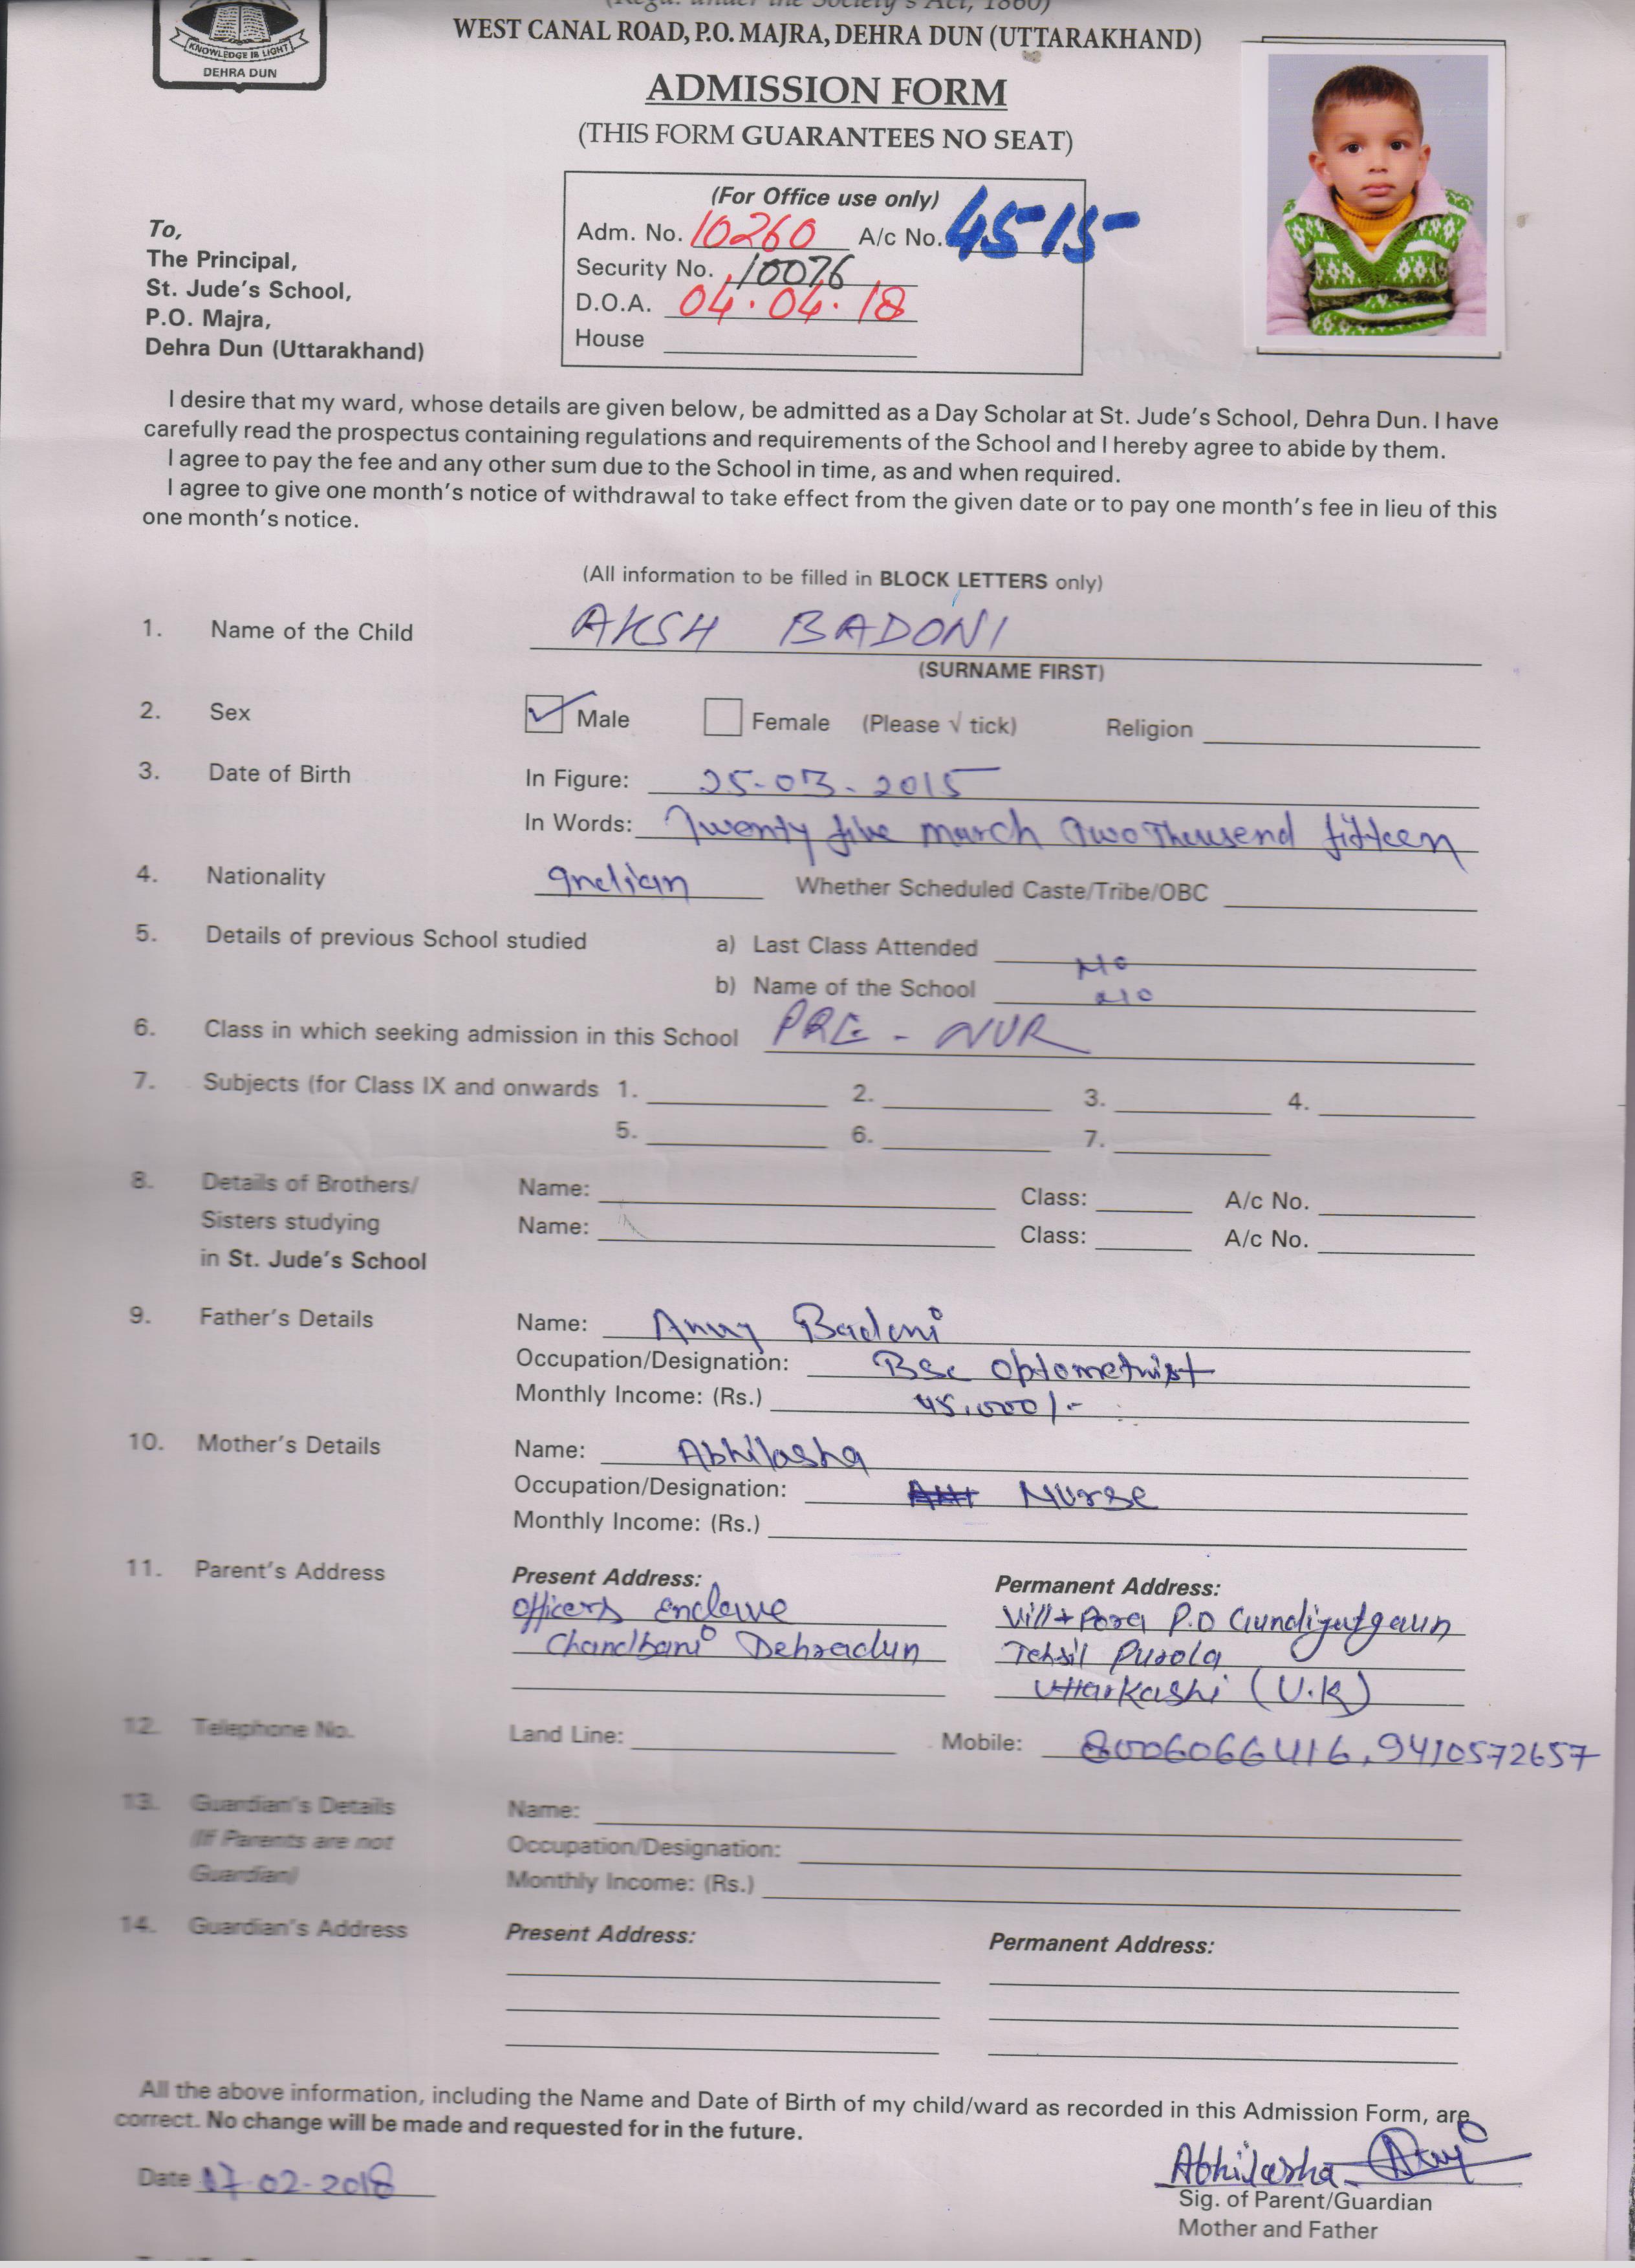 (Regd. under the Society's Act, 1860)
WEST CANAL ROAD, P.O. MAJRA, DEHRA DUN (UTTARAKHAND)
KNOWLEDGE IS LIGHT
DEHRA DUN
ADMISSION FORM
(THIS FORM GUARANTEES NO SEAT)
(For Office use only)
Adm. No. 10260 A/c No. 4515
Security No. 10076
D.O.A. 04.04.18
House
To,
The Principal,
St. Jude's School,
P.O. Majra,
Dehra Dun (Uttarakhand)
I desire that my ward, whose details are given below, be admitted as a Day Scholar at St. Jude's School, Dehra Dun. I have
carefully read the prospectus containing regulations and requirements of the School and I hereby agree to abide by them.
I agree to pay the fee and any other sum due to the School in time, as and when required.
I agree to give one month's notice of withdrawal to take effect from the given date or to pay one month's fee in lieu of this
one month's notice.
(All information to be filled in BLOCK LETTERS only)
1. Name of the Child AKSH BADONI
(SURNAME FIRST)
2. Sex ✓ Male Female (Please √ tick) Religion
3. Date of Birth In Figure: 25-03-2015
In Words: Twenty five march Two Thousend fifteen
4. Nationality Indian Whether Scheduled Caste/Tribe/OBC
5. Details of previous School studied a) Last Class Attended No
b) Name of the School No
6. Class in which seeking admission in this School PRE - NUR
7. Subjects (for Class IX and onwards 1. 2. 3. 4.
5. 6. 7.
8. Details of Brothers/ Name: Class: A/c No.
Sisters studying Name: Class: A/c No.
in St. Jude's School
9. Father's Details Name: Anuj Badoni
Occupation/Designation: Bsc Optometrist
Monthly Income: (Rs.) 45,000/-
10. Mother's Details Name: Abhilasha
Occupation/Designation: Nurse
Monthly Income: (Rs.)
11. Parent's Address Present Address: Permanent Address:
Officers Enclave Vill+Pora P.O Gundiyatgaun
Chandbani Dehradun Tehsil Purola
Uttarkashi (U.K)
12. Telephone No. Land Line: Mobile: 8006066416, 9410572657
13. Guardian's Details Name:
(If Parents are not Occupation/Designation:
Guardian) Monthly Income: (Rs.)
14. Guardian's Address Present Address: Permanent Address:
All the above information, including the Name and Date of Birth of my child/ward as recorded in this Admission Form, are
correct. No change will be made and requested for in the future.
Date 17-02-2018 Abhilasha Anuj
Sig. of Parent/Guardian
Mother and Father